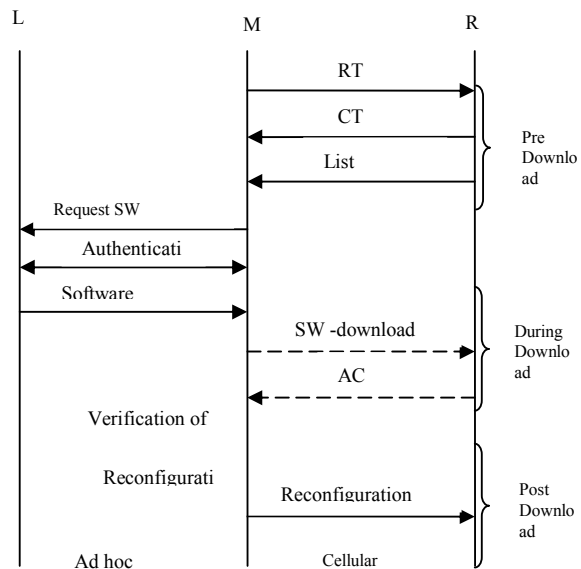 L
M
R
RT
CT
List
Pre
Downlo
ad
Request SW
Authenticati
Software
SW -download
During
Downlo
ad
AC
Verification of
Reconfigurati
Reconfiguration
Post
Downlo
ad
Ad hoc
Cellular